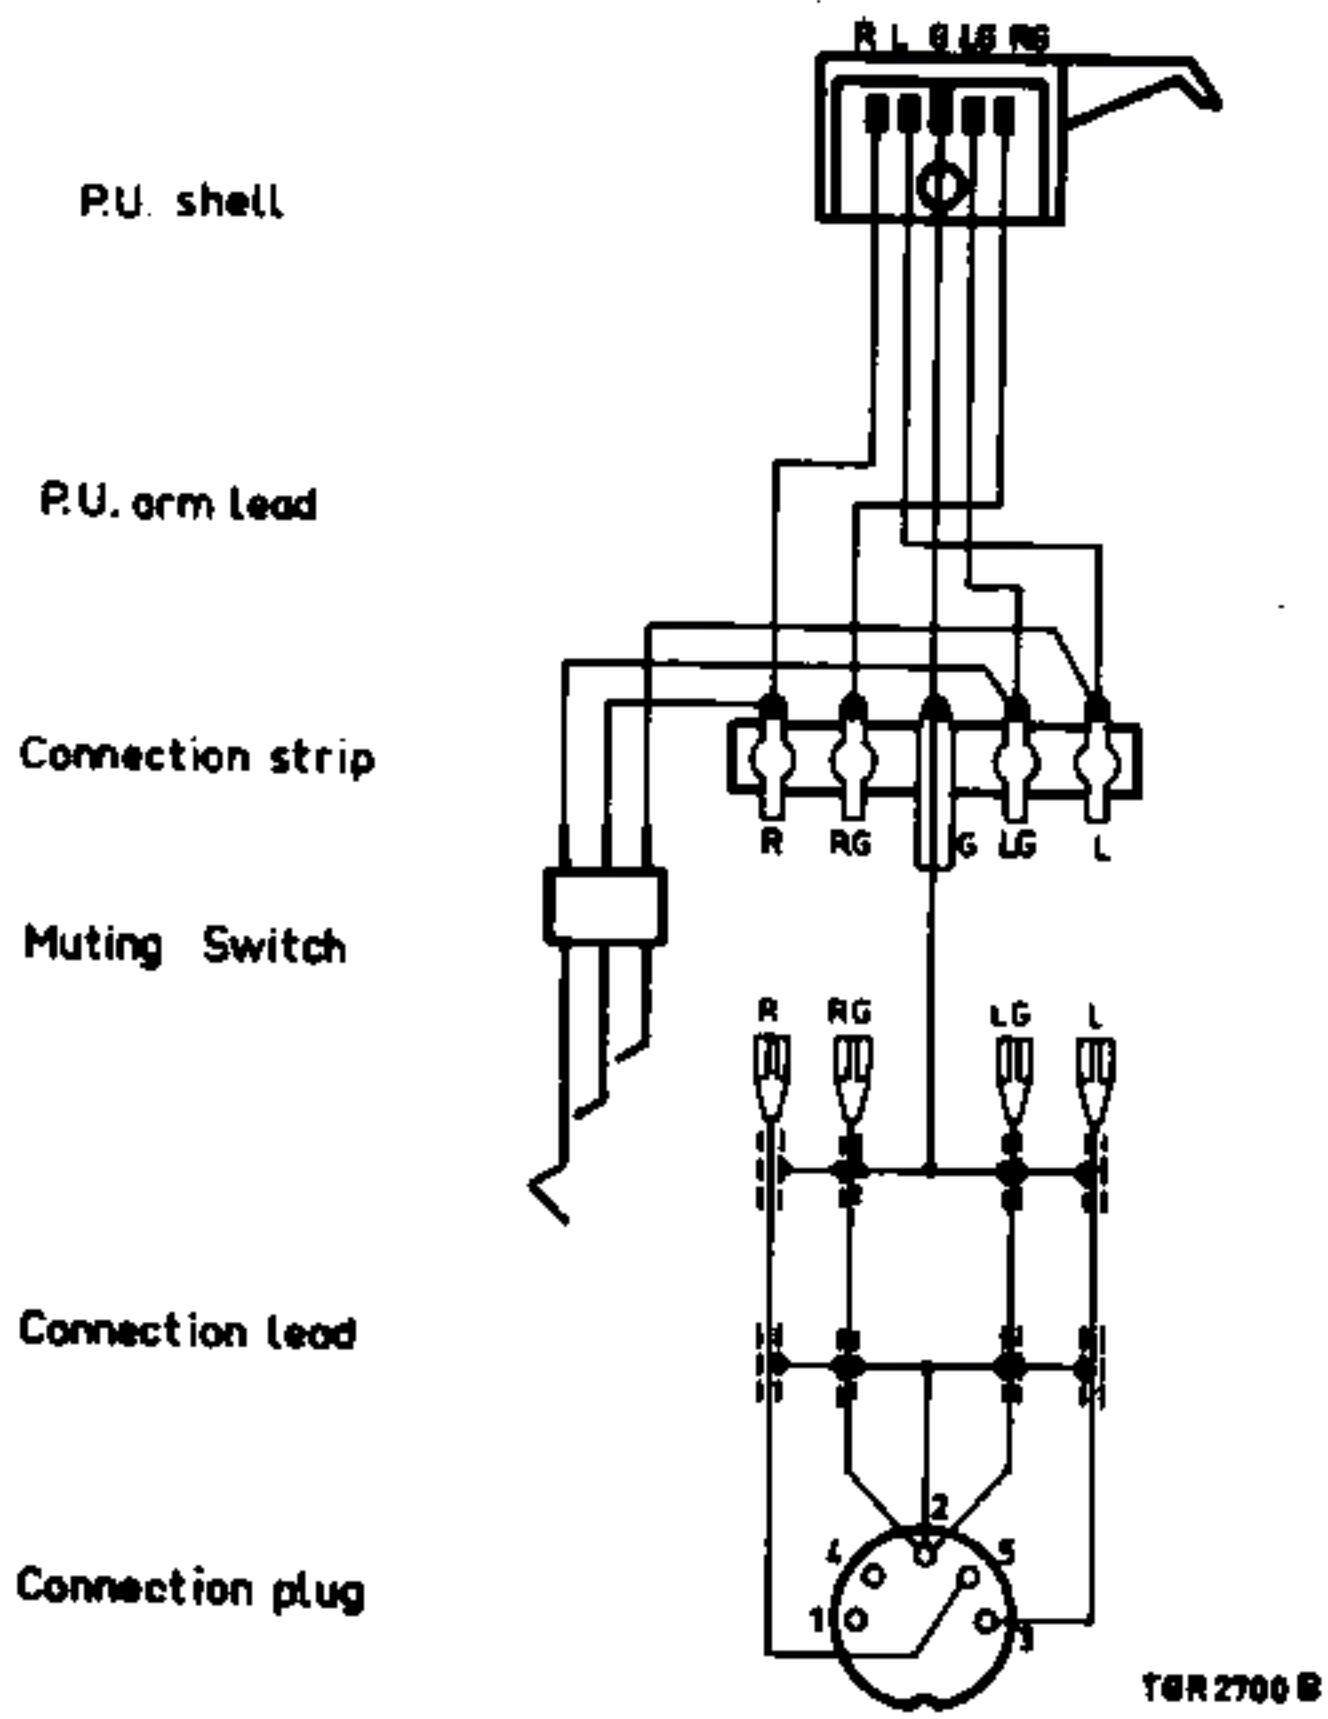 R L G LG RG
P.U. shell
P.U. arm lead
Connection strip
R RG G LG L
Muting Switch
R RG LG L
Connection lead
2
4 5
1 3
Connection plug
TGR 2700 B